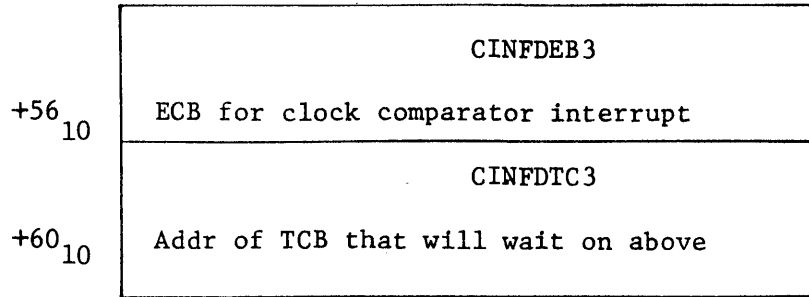 CINFDEB3
+56₁₀ ECB for clock comparator interrupt
CINFDTC3
+60₁₀ Addr of TCB that will wait on above